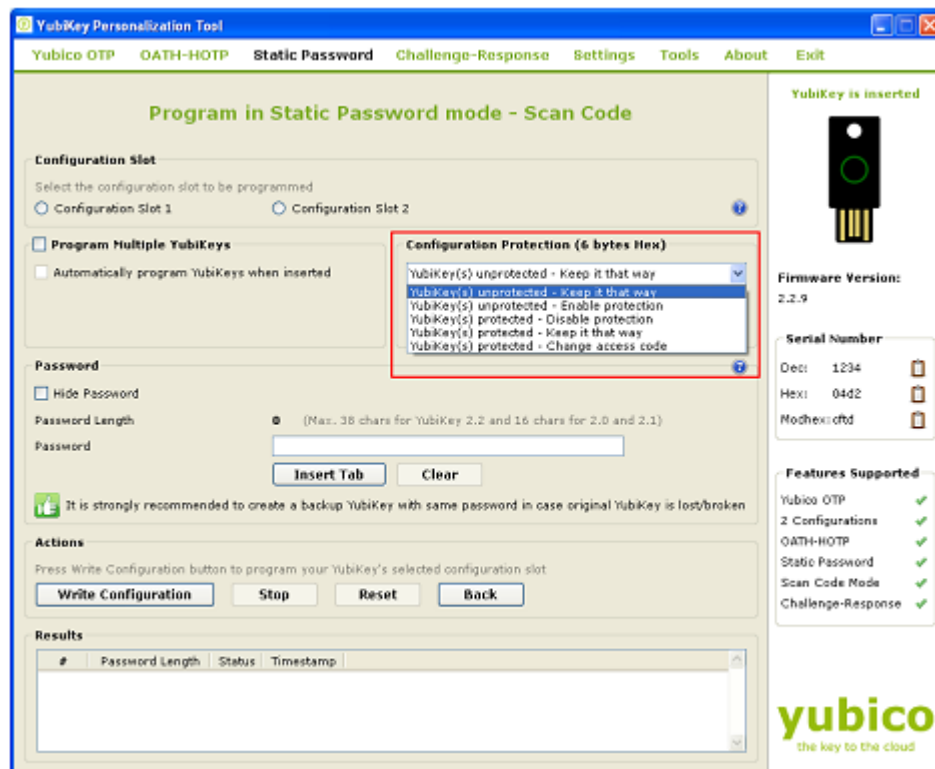 YubiKey Personalization Tool
Yubico OTP OATH-HOTP Static Password Challenge-Response Settings Tools About Exit
Program in Static Password mode - Scan Code
Configuration Slot
Select the configuration slot to be programmed
Configuration Slot 1 Configuration Slot 2
Program Multiple YubiKeys
Automatically program YubiKeys when inserted
Configuration Protection (6 bytes Hex)
YubiKey(s) unprotected - Keep it that way
YubiKey(s) unprotected - Keep it that way
YubiKey(s) unprotected - Enable protection
YubiKey(s) protected - Disable protection
YubiKey(s) protected - Keep it that way
YubiKey(s) protected - Change access code
Password
Hide Password
Password Length 0 (Max. 38 chars for YubiKey 2.2 and 16 chars for 2.0 and 2.1)
Password
Insert Tab Clear
It is strongly recommended to create a backup YubiKey with same password in case original YubiKey is lost/broken
Actions
Press Write Configuration button to program your YubiKey's selected configuration slot
Write Configuration Stop Reset Back
Results
# Password Length Status Timestamp
YubiKey is inserted
Firmware Version:
2.2.9
Serial Number
Dec: 1234
Hex: 04d2
Modhex: cftd
Features Supported
Yubico OTP
2 Configurations
OATH-HOTP
Static Password
Scan Code Mode
Challenge-Response
yubico
the key to the cloud